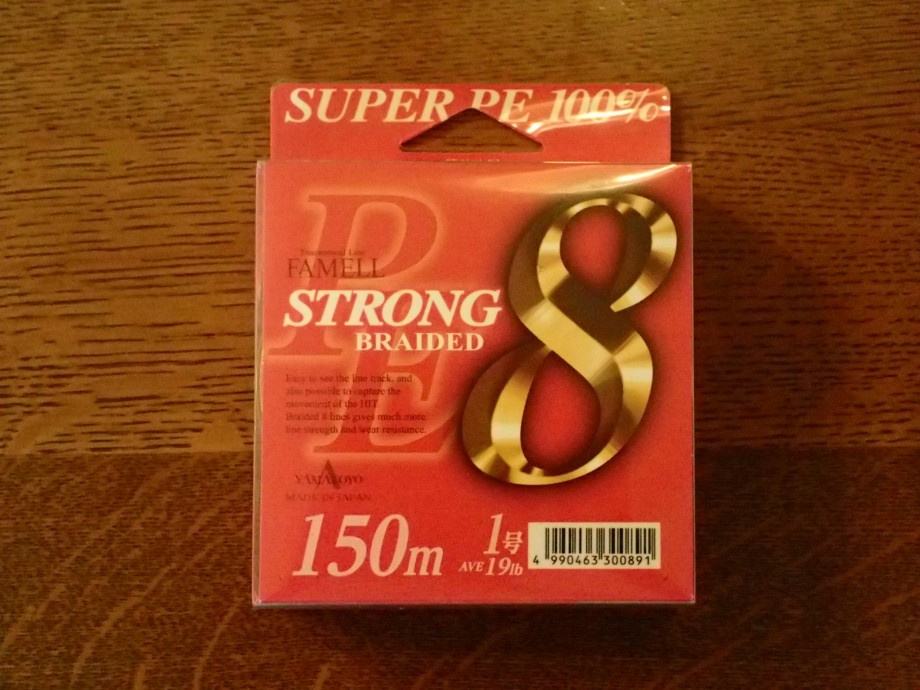 SUPER PE 100%
PE
8
FAMELL
STRONG
BRAIDED
Easy to see the line track, and
also possible to capture the
movement of the HIT.
Braided 8 lines gives much more
line strength and wear resistance.
YAMATOYO
MADE IN JAPAN
150m
1号
AVE 19lb
4 990463 300891